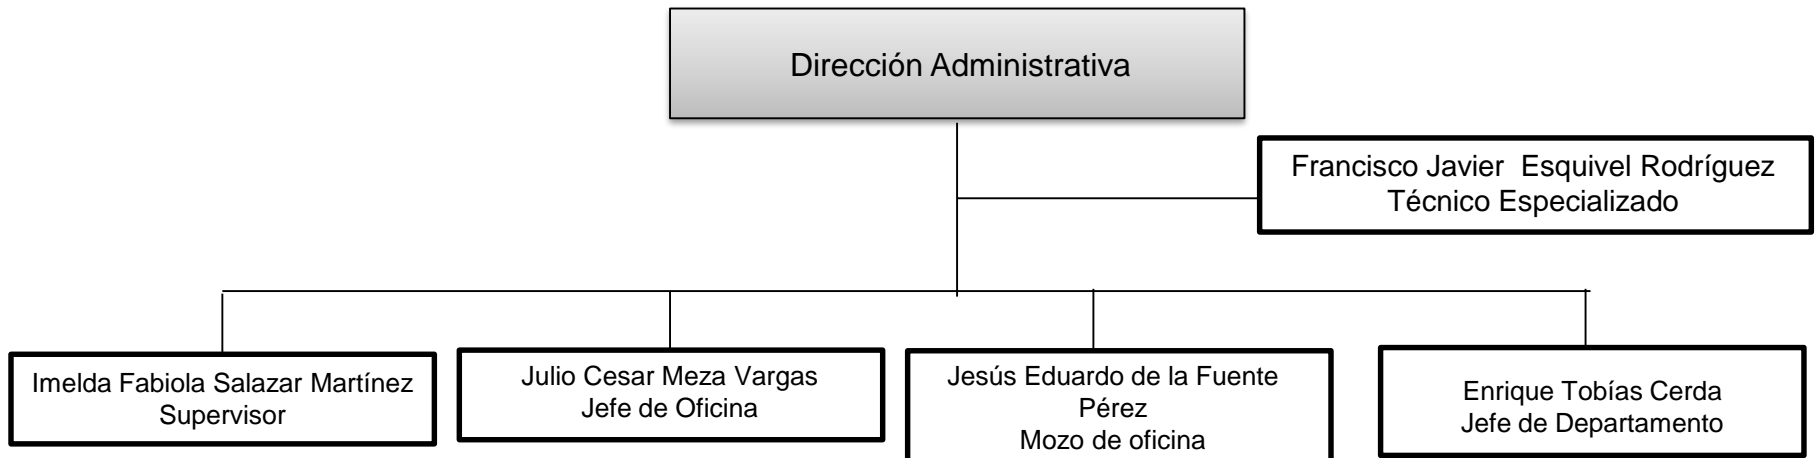 Dirección Administrativa
Francisco Javier Esquivel Rodríguez
Técnico Especializado
Imelda Fabiola Salazar Martínez
Supervisor
Julio Cesar Meza Vargas
Jefe de Oficina
Jesús Eduardo de la Fuente
Pérez
Mozo de oficina
Enrique Tobías Cerda
Jefe de Departamento